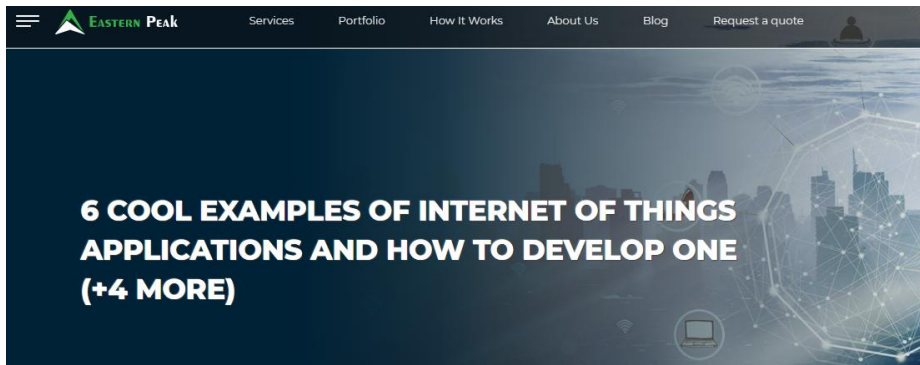 EASTERN PEAK
Services
Portfolio
How It Works
About Us
Blog
Request a quote
6 COOL EXAMPLES OF INTERNET OF THINGS
APPLICATIONS AND HOW TO DEVELOP ONE
(+4 MORE)